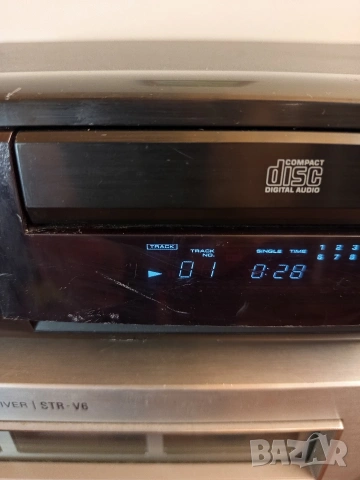 COMPACT
disc
DIGITAL AUDIO
TRACK
TRACK NO.
SINGLE TIME
1 2 3
6 7 8
01 0:28
IVER | STR-V6
BAZAR